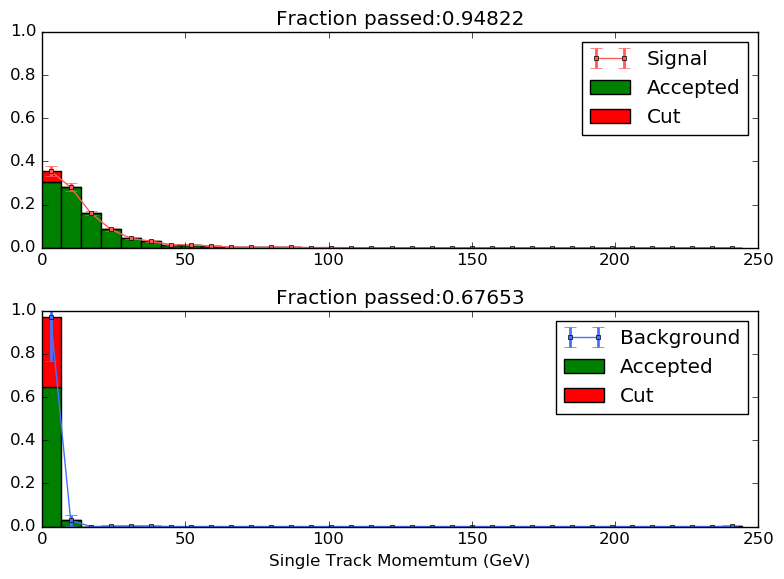 Fraction passed:0.94822
1.0
0.8
0.6
0.4
0.2
0.0
Signal
Accepted
Cut
0 50 100 150 200 250
Fraction passed:0.67653
1.0
0.8
0.6
0.4
0.2
0.0
Background
Accepted
Cut
0 50 100 150 200 250
Single Track Momemtum (GeV)